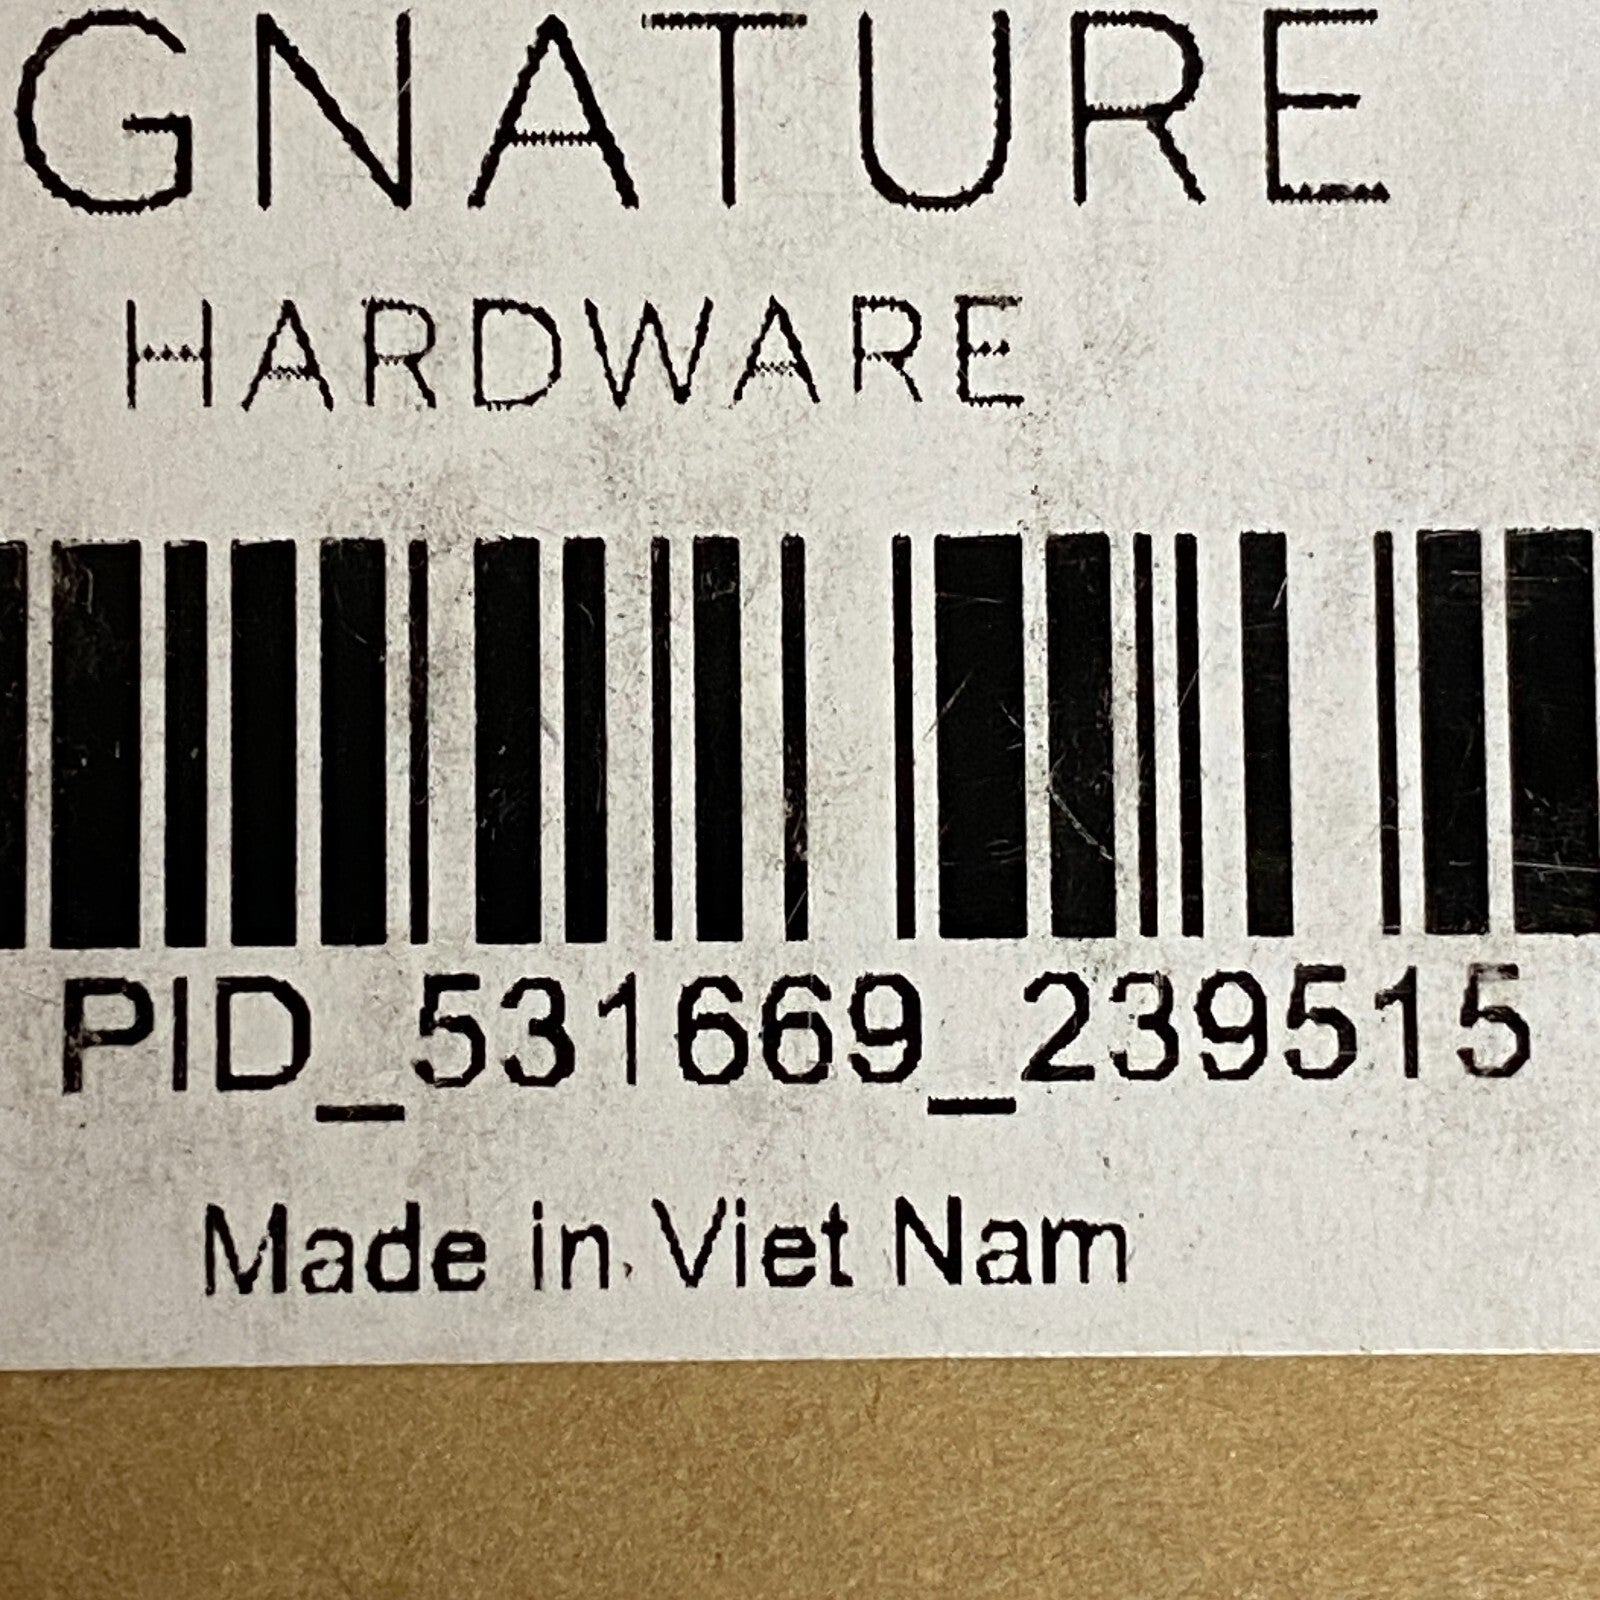 GNATURE
HARDWARE
PID_531669_239515
Made in Viet Nam